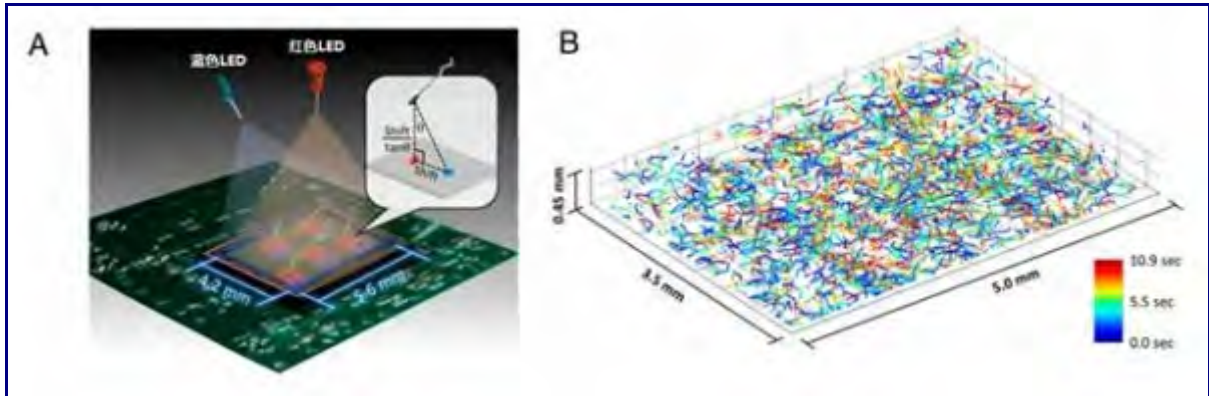 A
蓝色LED
红色LED
Shift
tanθ
θ
Shift
4.2 mm
5.6 mm
B
0.45 mm
3.5 mm
5.0 mm
10.9 sec
5.5 sec
0.0 sec